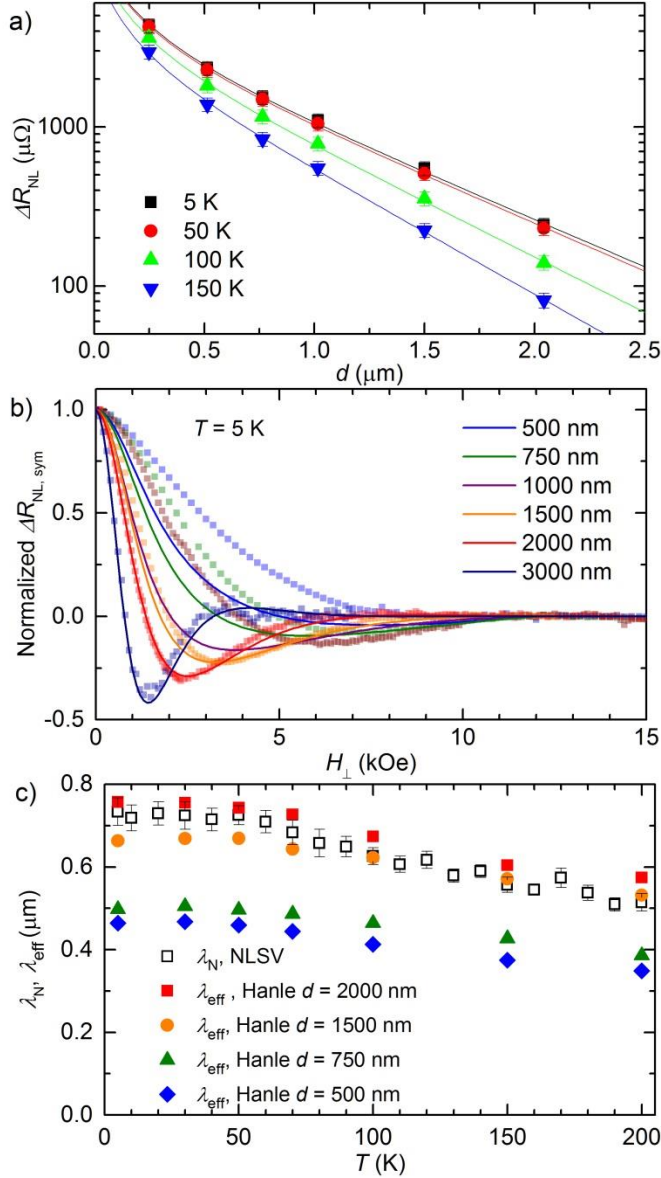 a)
1000
100
ΔR_NL (μΩ)
5 K
50 K
100 K
150 K
0.0 0.5 1.0 1.5 2.0 2.5
d (μm)
b)
1.0
0.5
0.0
-0.5
Normalized ΔR_NL, sym
T = 5 K
500 nm
750 nm
1000 nm
1500 nm
2000 nm
3000 nm
0 5 10 15
H_⊥ (kOe)
c)
0.8
0.6
0.4
0.2
0.0
λ_N, λ_eff (μm)
λ_N, NLSV
λ_eff , Hanle d = 2000 nm
λ_eff, Hanle d = 1500 nm
λ_eff, Hanle d = 750 nm
λ_eff, Hanle d = 500 nm
0 50 100 150 200
T (K)